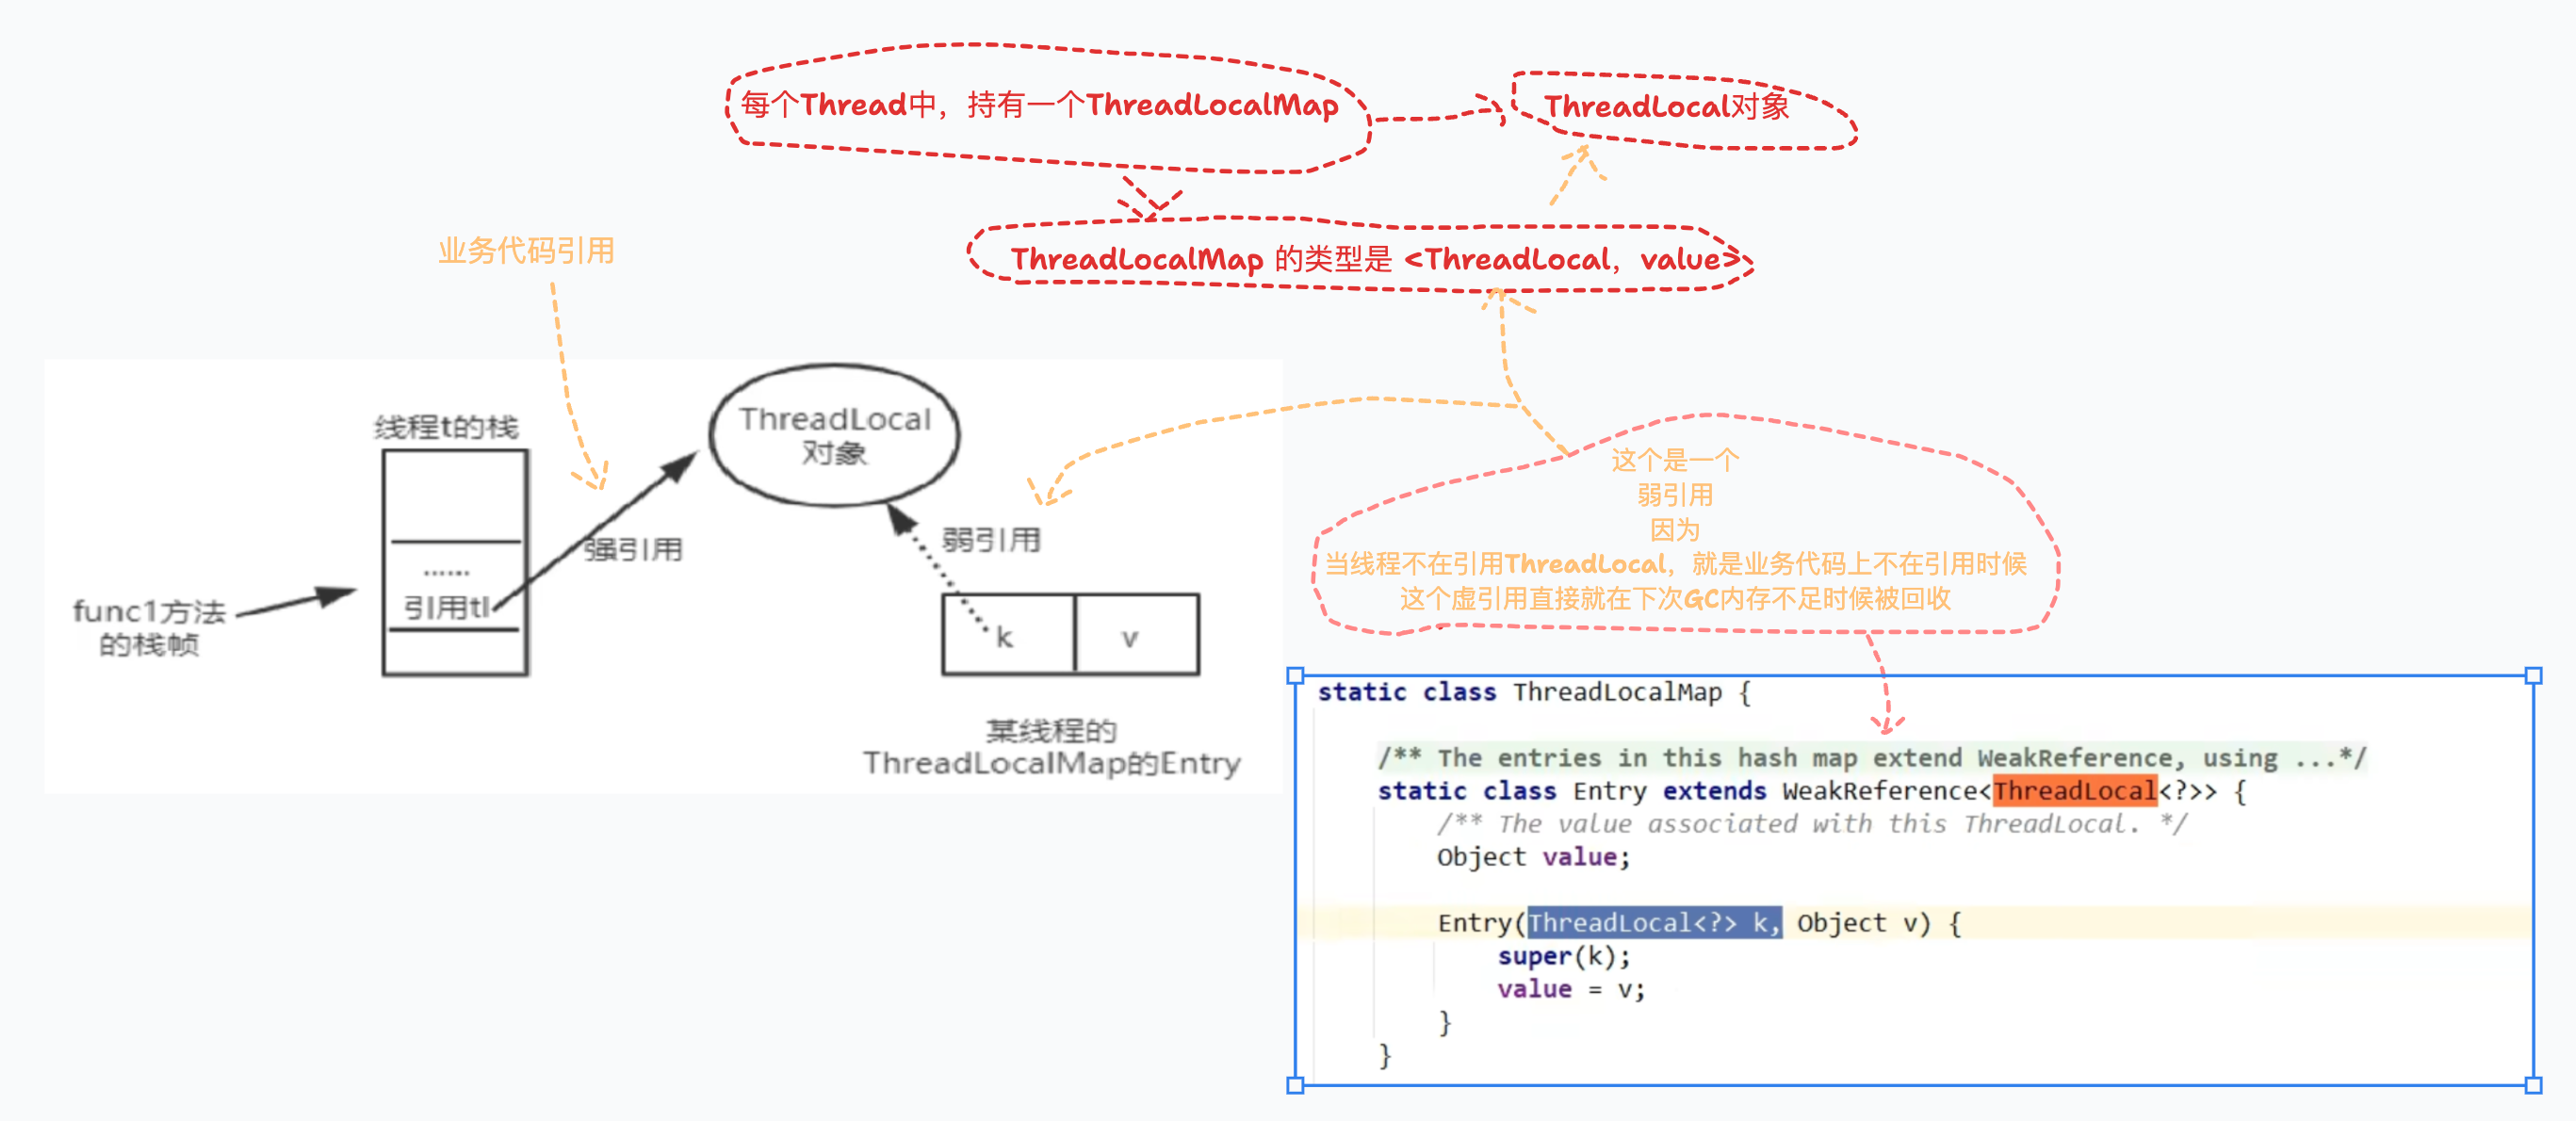 每个Thread中，持有一个ThreadLocalMap
ThreadLocal对象
ThreadLocalMap 的类型是 <ThreadLocal，value>
业务代码引用
线程t的栈
ThreadLocal
对象
强引用
弱引用
……
引用tl
func1方法
的栈帧
k
v
某线程的
ThreadLocalMap的Entry
这个是一个
弱引用
因为
当线程不在引用ThreadLocal，就是业务代码上不在引用时候
这个虚引用直接就在下次GC内存不足时候被回收
static class ThreadLocalMap {
/** The entries in this hash map extend WeakReference, using ...*/
static class Entry extends WeakReference<ThreadLocal<?>> {
/** The value associated with this ThreadLocal. */
Object value;
Entry(ThreadLocal<?> k, Object v) {
super(k);
value = v;
}
}